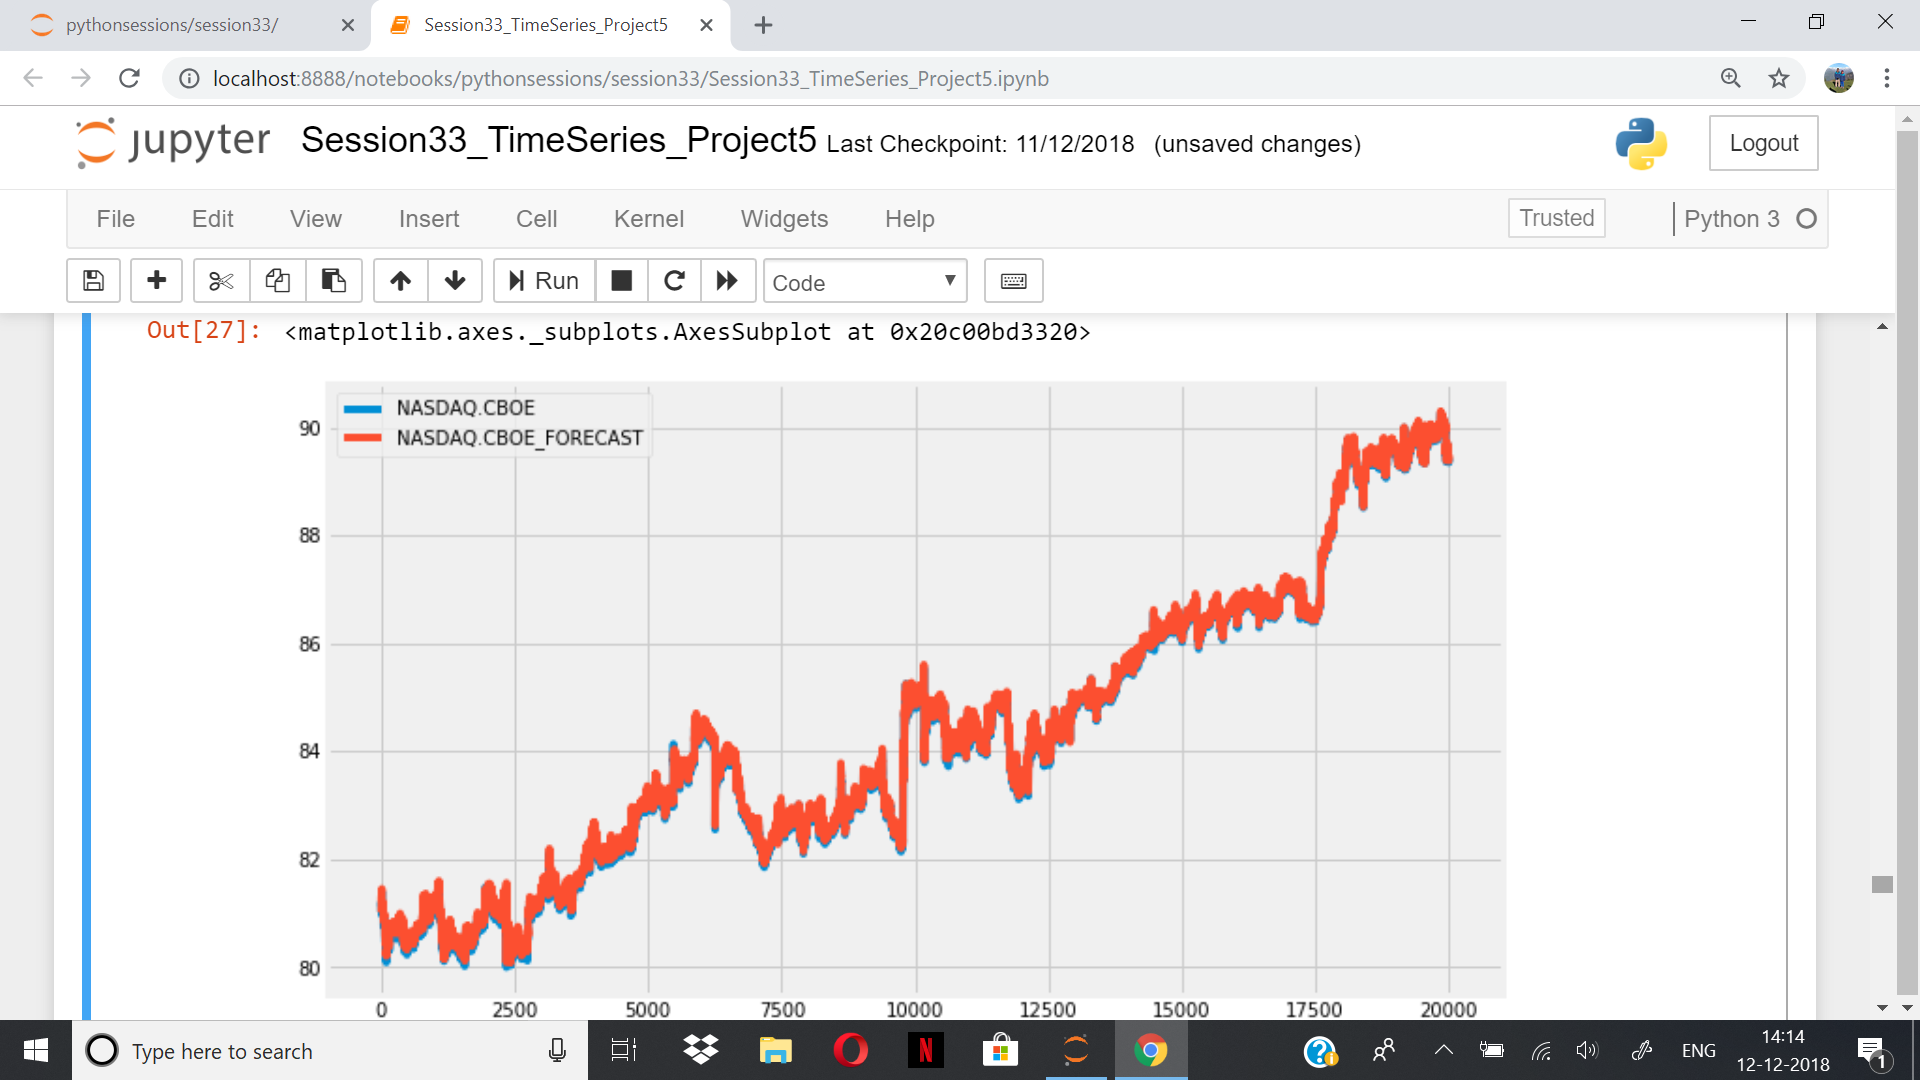 pythonsessions/session33/
Session33_TimeSeries_Project5
localhost:8888/notebooks/pythonsessions/session33/Session33_TimeSeries_Project5.ipynb
jupyter Session33_TimeSeries_Project5 Last Checkpoint: 11/12/2018 (unsaved changes)
Logout
File Edit View Insert Cell Kernel Widgets Help
Trusted
Python 3
Run
Code
Out[27]: <matplotlib.axes._subplots.AxesSubplot at 0x20c00bd3320>
NASDAQ.CBOE
NASDAQ.CBOE_FORECAST
90
88
86
84
82
80
0 2500 5000 7500 10000 12500 15000 17500 20000
Type here to search
N
ENG
14:14
12-12-2018
1